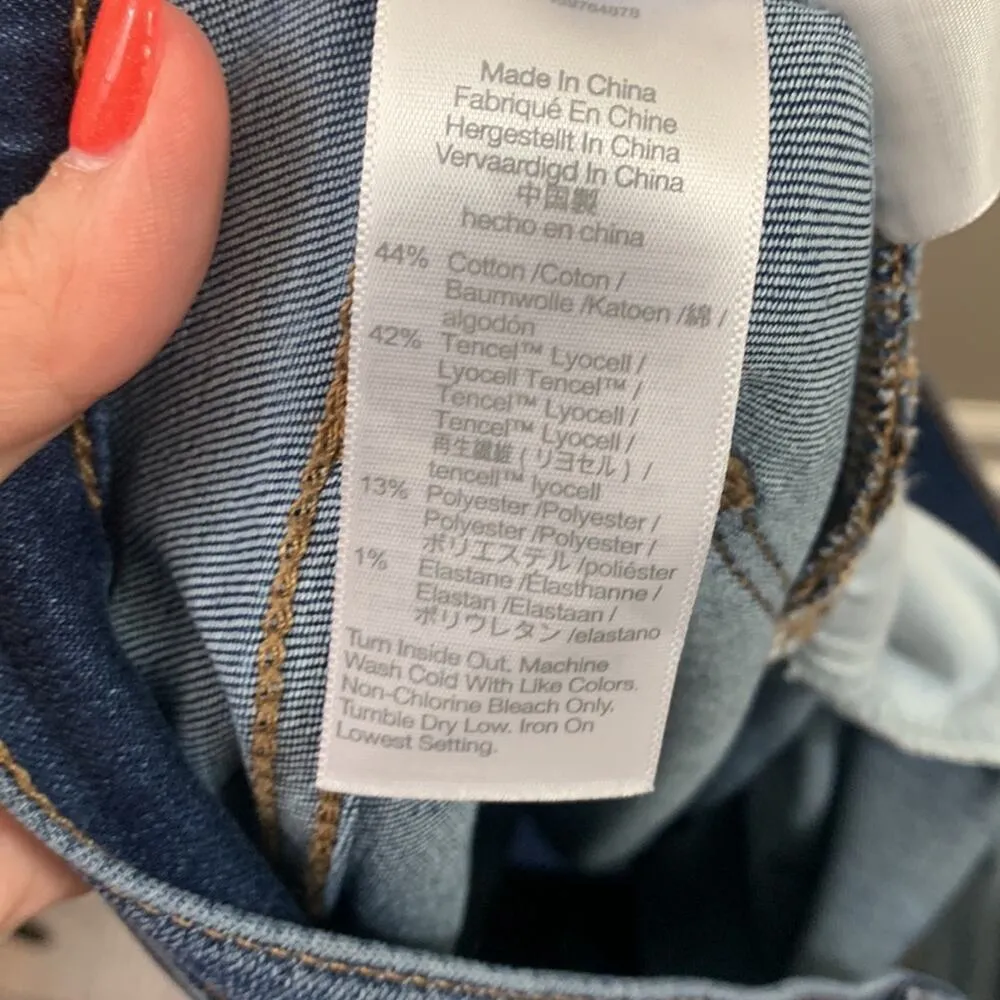 Made In China
Fabriqué En Chine
Hergestellt In China
Vervaardigd In China
中国製
hecho en china
44% Cotton /Coton /
Baumwolle /Katoen /綿 /
algodón
42% Tencel™ Lyocell /
Lyocell Tencel™ /
Tencel™ Lyocell /
Tencel™ Lyocell /
再生繊維 ( リヨセル ) /
tencell™ lyocell
13% Polyester /Polyester /
Polyester /Polyester /
ポリエステル /poliéster
1% Elastane /Élasthanne /
Elastan /Elastaan /
ポリウレタン /elastano
Turn Inside Out. Machine
Wash Cold With Like Colors.
Non-Chlorine Bleach Only.
Tumble Dry Low. Iron On
Lowest Setting.